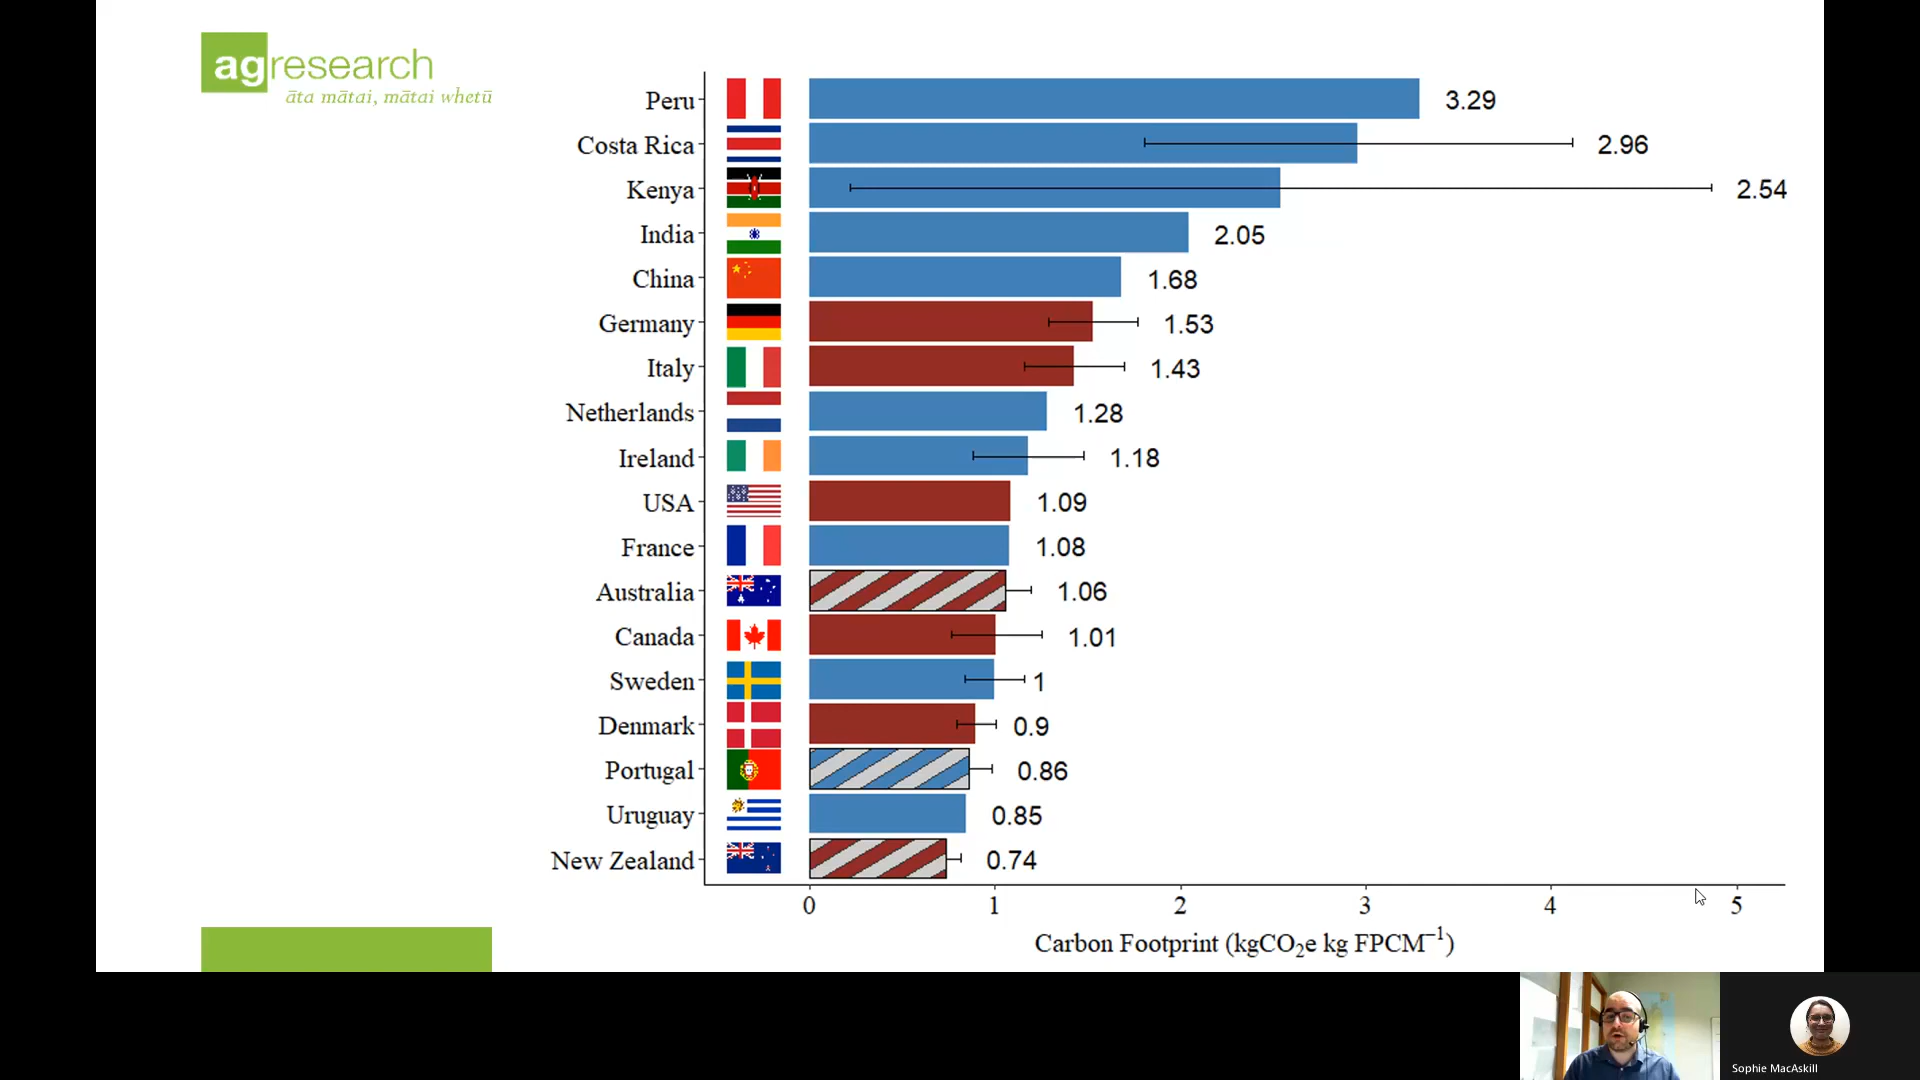 agresearch
āta mātai, mātai whetū
Peru 3.29
Costa Rica 2.96
Kenya 2.54
India 2.05
China 1.68
Germany 1.53
Italy 1.43
Netherlands 1.28
Ireland 1.18
USA 1.09
France 1.08
Australia 1.06
Canada 1.01
Sweden 1
Denmark 0.9
Portugal 0.86
Uruguay 0.85
New Zealand 0.74
0 1 2 3 4 5
Carbon Footprint (kgCO₂e kg FPCM⁻¹)
Sophie MacAskill